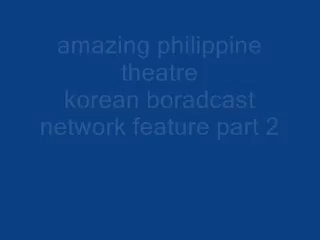 amazing philippine
theatre
korean boradcast
network feature part 2